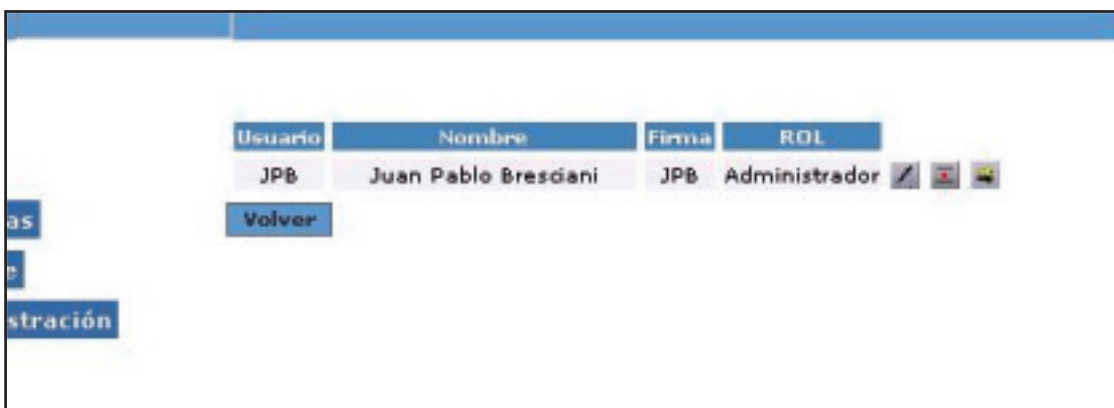 Usuario Nombre Firma ROL
JPB Juan Pablo Bresciani JPB Administrador
as
Volver
e
stración